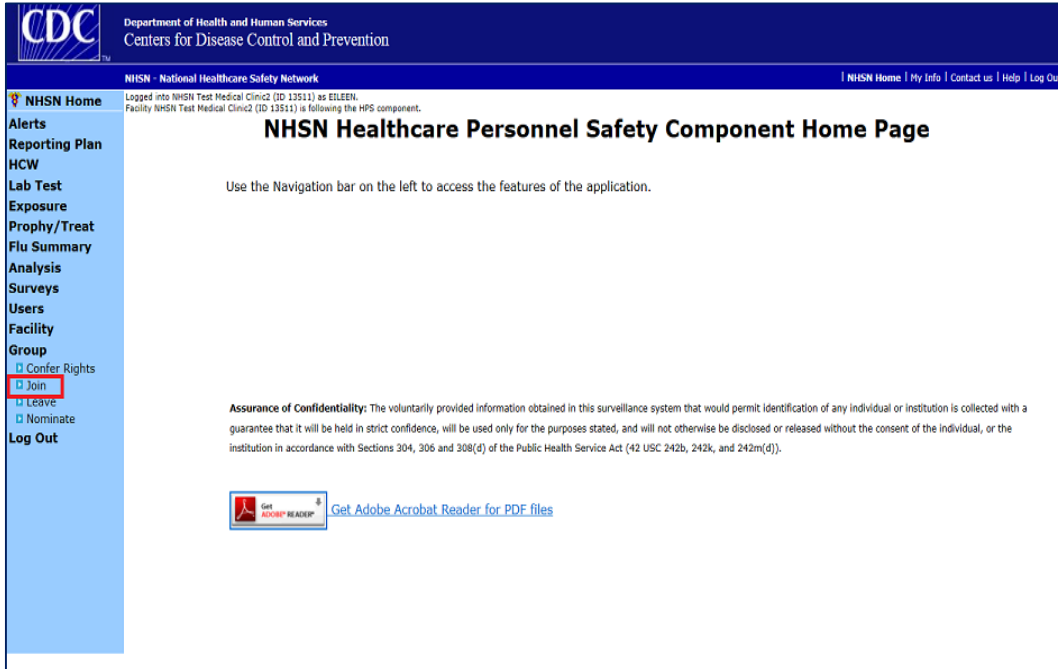 CDC
TM
Department of Health and Human Services
Centers for Disease Control and Prevention
NHSN - National Healthcare Safety Network
| NHSN Home | My Info | Contact us | Help | Log Ou
NHSN Home
Logged into NHSN Test Medical Clinic2 (ID 13511) as EILEEN.
Facility NHSN Test Medical Clinic2 (ID 13511) is following the HPS component.
Alerts
Reporting Plan
HCW
Lab Test
Exposure
Prophy/Treat
Flu Summary
Analysis
Surveys
Users
Facility
Group
Confer Rights
Join
Leave
Nominate
Log Out
NHSN Healthcare Personnel Safety Component Home Page
Use the Navigation bar on the left to access the features of the application.
Assurance of Confidentiality: The voluntarily provided information obtained in this surveillance system that would permit identification of any individual or institution is collected with a
guarantee that it will be held in strict confidence, will be used only for the purposes stated, and will not otherwise be disclosed or released without the consent of the individual, or the
institution in accordance with Sections 304, 306 and 308(d) of the Public Health Service Act (42 USC 242b, 242k, and 242m(d)).
Get
ADOBE® READER®
Get Adobe Acrobat Reader for PDF files